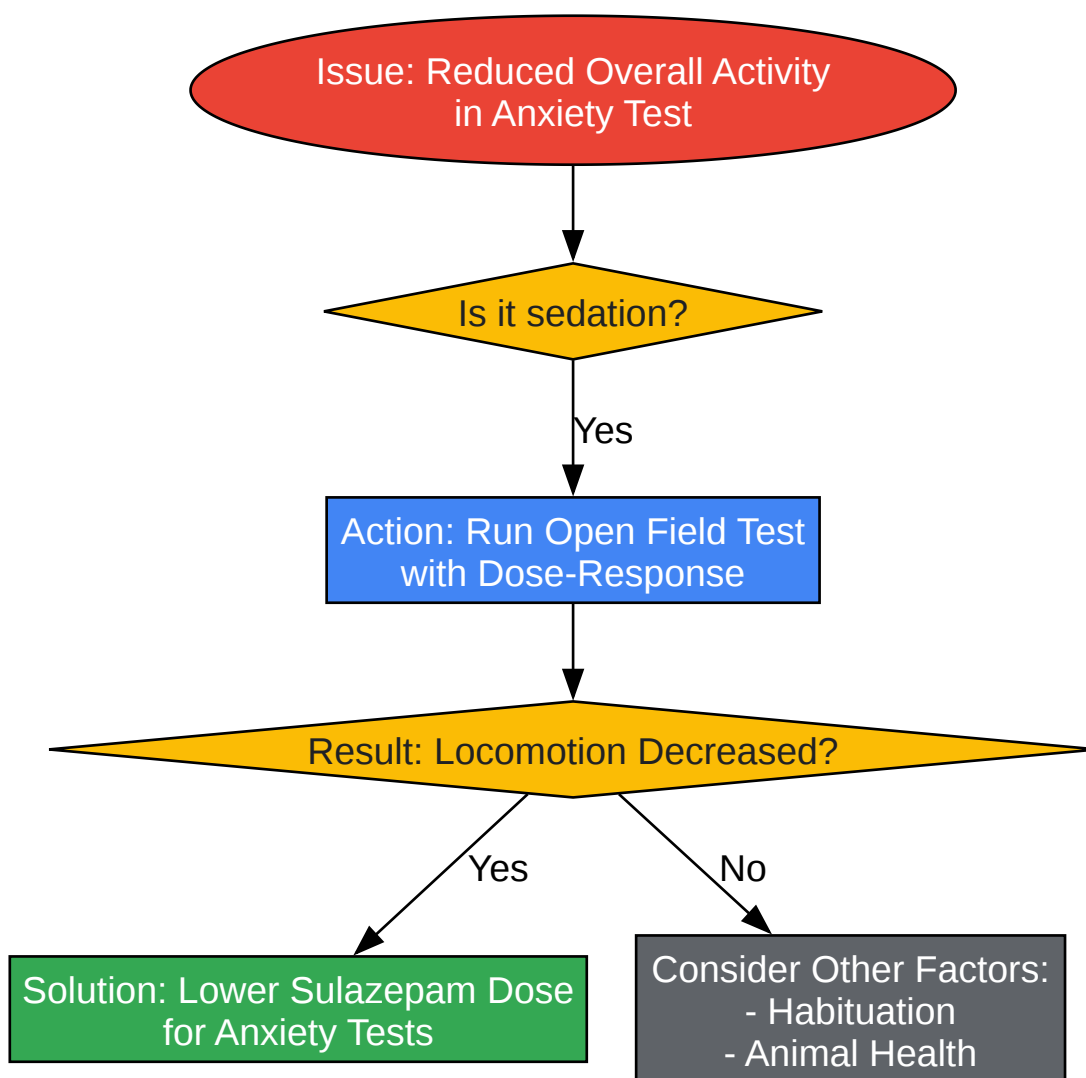 Issue: Reduced Overall Activity
in Anxiety Test
Is it sedation?
Yes
Action: Run Open Field Test
with Dose-Response
Result: Locomotion Decreased?
Yes
No
Solution: Lower Sulazepam Dose
for Anxiety Tests
Consider Other Factors:
- Habituation
- Animal Health